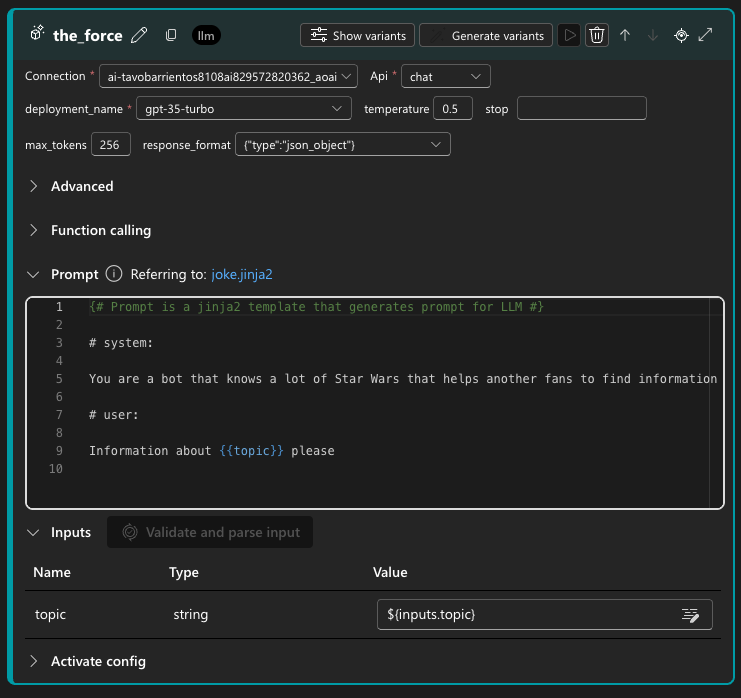 the_force llm Show variants Generate variants
Connection * ai-tavobarrientos8108ai829572820362_aoai Api * chat
deployment_name * gpt-35-turbo temperature 0.5 stop
max_tokens 256 response_format {"type":"json_object"}
Advanced
Function calling
Prompt Referring to: joke.jinja2
1 {# Prompt is a jinja2 template that generates prompt for LLM #}
2
3 # system:
4
5 You are a bot that knows a lot of Star Wars that helps another fans to find information
6
7 # user:
8
9 Information about {{topic}} please
10
Inputs Validate and parse input
Name Type Value
topic string ${inputs.topic}
Activate config